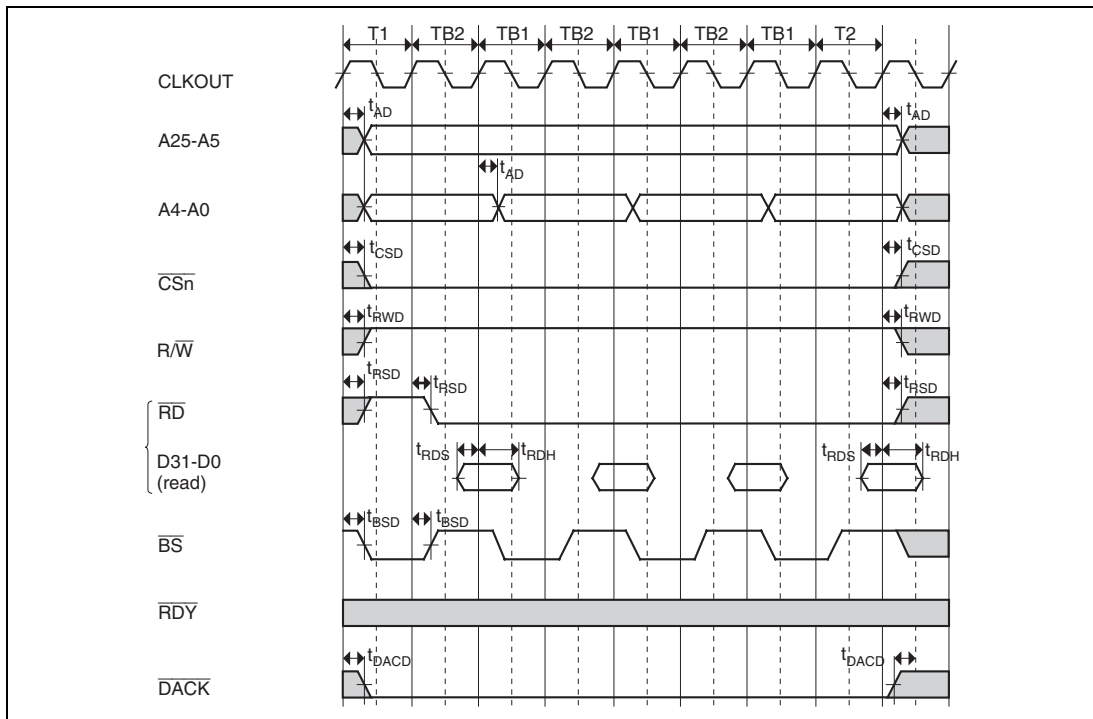 T1 TB2 TB1 TB2 TB1 TB2 TB1 T2
CLKOUT
tAD tAD
A25-A5
tAD
A4-A0
tCSD tCSD
CSn
tRWD tRWD
R/W
tRSD tRSD tRSD
RD
tRDS tRDH tRDS tRDH
D31-D0
(read)
tBSD tBSD
BS
RDY
tDACD tDACD
DACK